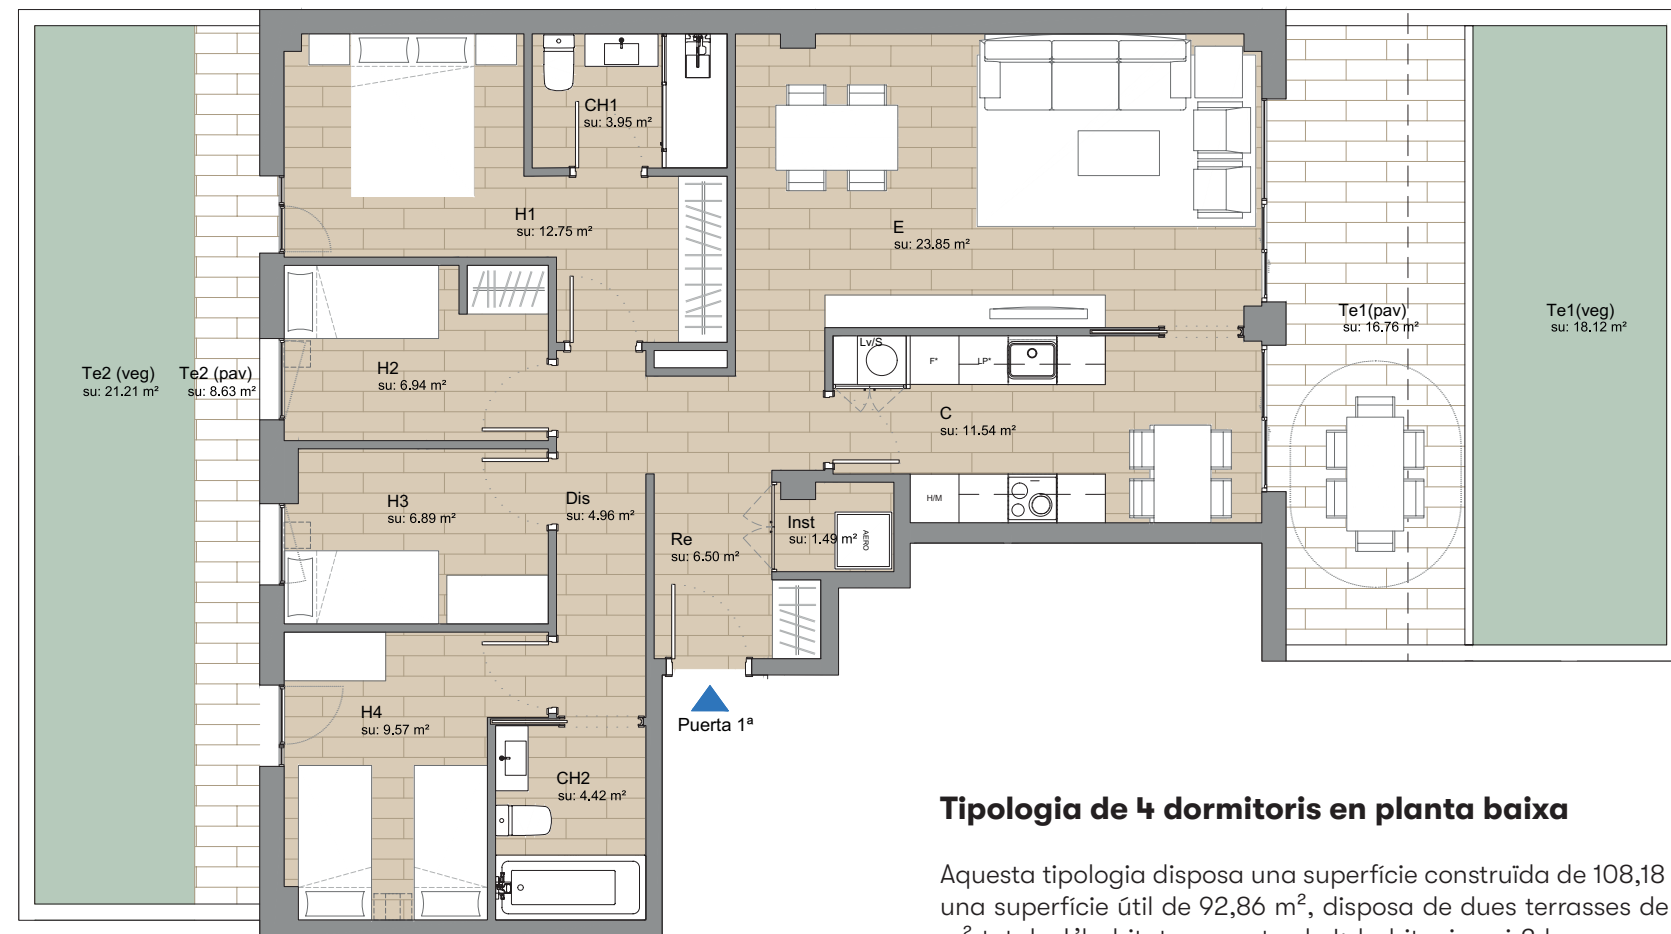 CH1
su: 3.95 m²
H1
su: 12.75 m²
E
su: 23.85 m²
Te1(pav)
su: 16.76 m²
Te1(veg)
su: 18.12 m²
Lv/S
F*
LP*
Te2 (veg)
su: 21.21 m²
Te2 (pav)
su: 8.63 m²
H2
su: 6.94 m²
C
su: 11.54 m²
H/M
H3
su: 6.89 m²
Dis
su: 4.96 m²
Re
su: 6.50 m²
Inst
su: 1.49 m²
AERO
H4
su: 9.57 m²
Puerta 1ª
CH2
su: 4.42 m²
Tipologia de 4 dormitoris en planta baixa
Aquesta tipologia disposa una superfície construïda de 108,18
una superfície útil de 92,86 m², disposa de dues terrasses de